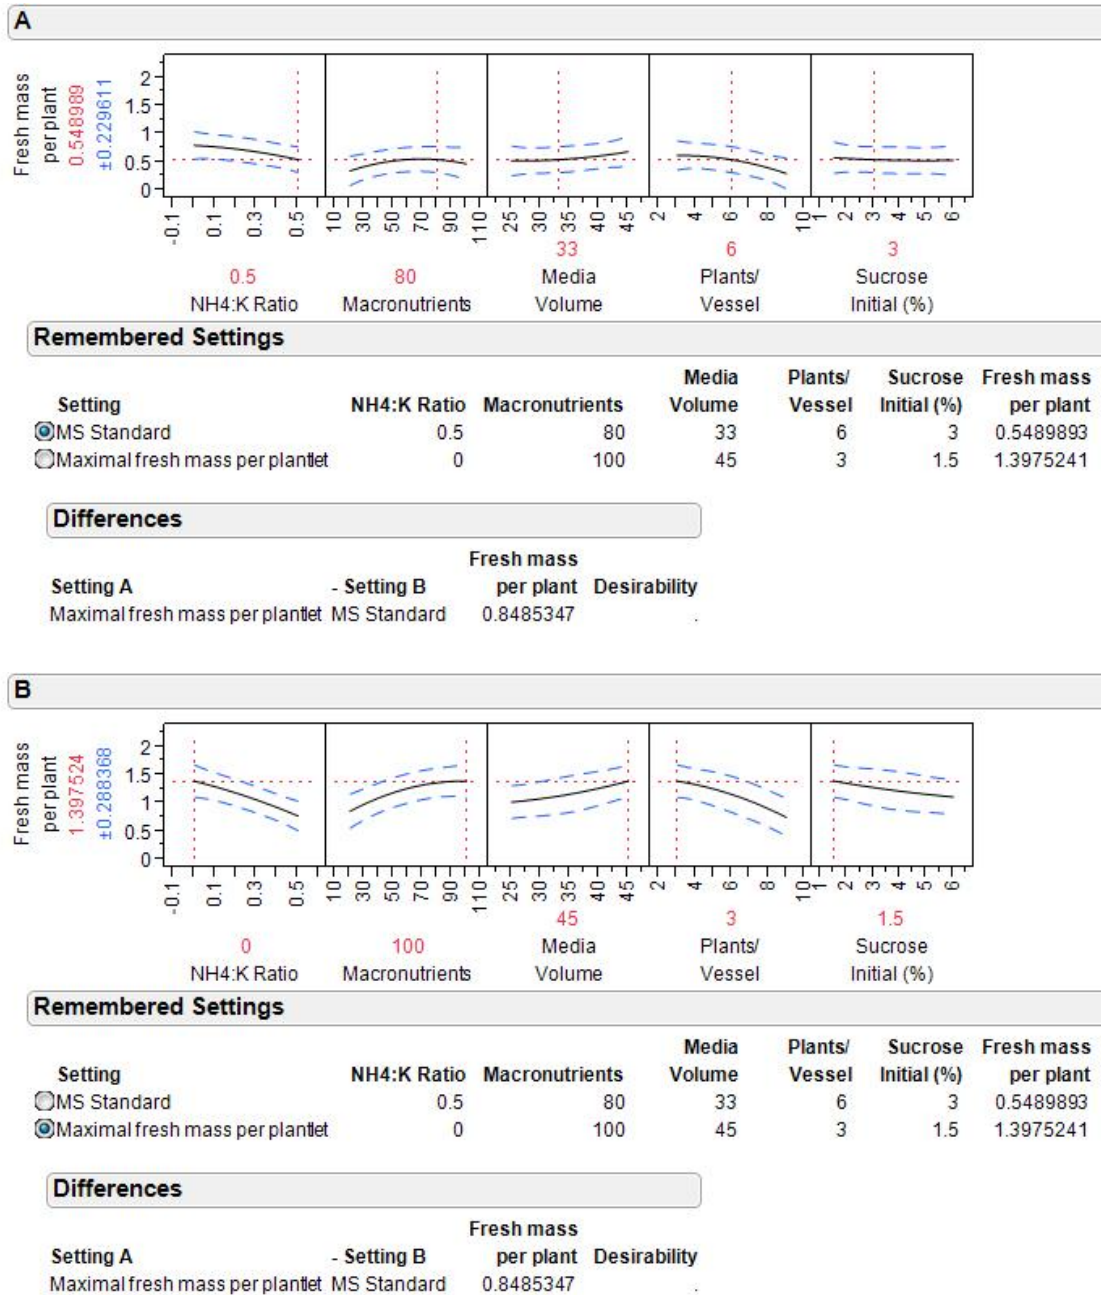 A
Fresh mass
per plant
0.548989
±0.229611
2
1.5
1
0.5
0
-0.1 0.1 0.3 0.5 10 30 50 70 90 110 25 30 35 40 45 2 4 6 8 10 1 2 3 4 5 6
0.5 80 33 6 3
NH4:K Ratio Macronutrients Media Volume Plants/ Vessel Sucrose Initial (%)
Remembered Settings
Media Plants/ Sucrose Fresh mass
Setting NH4:K Ratio Macronutrients Volume Vessel Initial (%) per plant
MS Standard 0.5 80 33 6 3 0.5489893
Maximal fresh mass per plantlet 0 100 45 3 1.5 1.3975241
Differences
Fresh mass
Setting A - Setting B per plant Desirability
Maximal fresh mass per plantlet MS Standard 0.8485347 .
B
Fresh mass
per plant
1.397524
±0.288368
2
1.5
1
0.5
0
-0.1 0.1 0.3 0.5 10 30 50 70 90 110 25 30 35 40 45 2 4 6 8 10 1 2 3 4 5 6
0 100 45 3 1.5
NH4:K Ratio Macronutrients Media Volume Plants/ Vessel Sucrose Initial (%)
Remembered Settings
Media Plants/ Sucrose Fresh mass
Setting NH4:K Ratio Macronutrients Volume Vessel Initial (%) per plant
MS Standard 0.5 80 33 6 3 0.5489893
Maximal fresh mass per plantlet 0 100 45 3 1.5 1.3975241
Differences
Fresh mass
Setting A - Setting B per plant Desirability
Maximal fresh mass per plantlet MS Standard 0.8485347 .